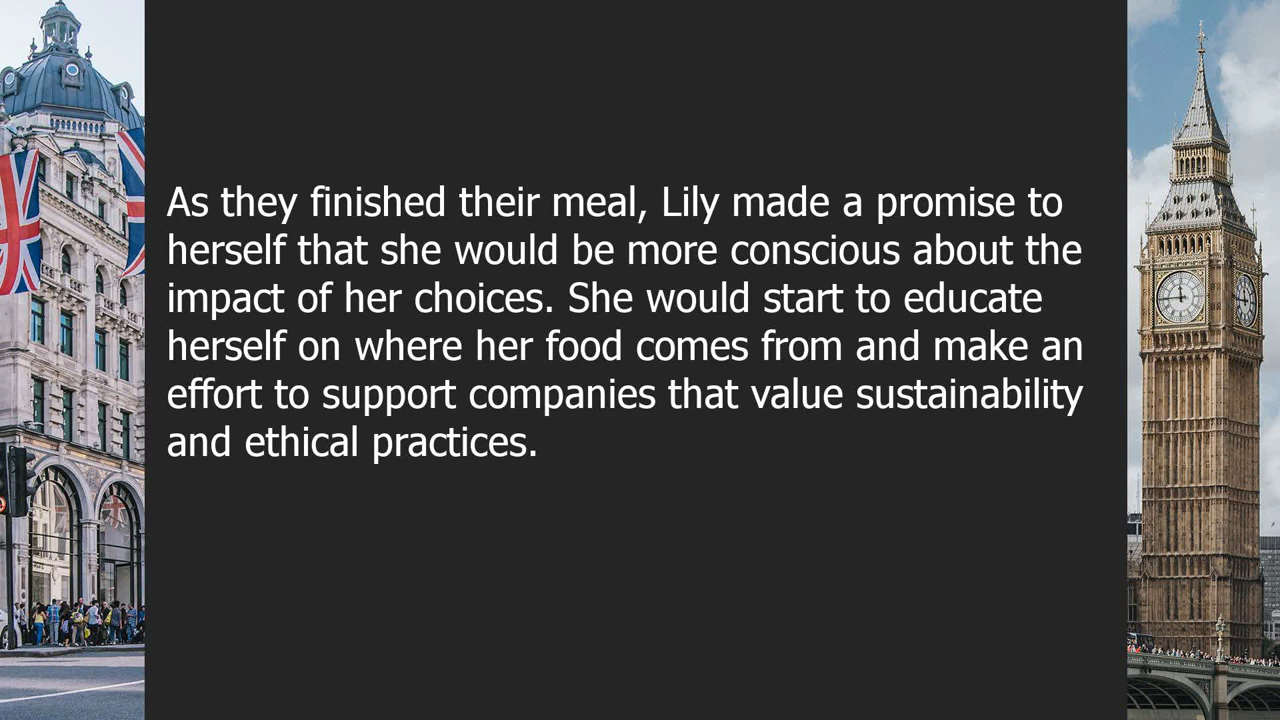 As they finished their meal, Lily made a promise to
herself that she would be more conscious about the
impact of her choices. She would start to educate
herself on where her food comes from and make an
effort to support companies that value sustainability
and ethical practices.